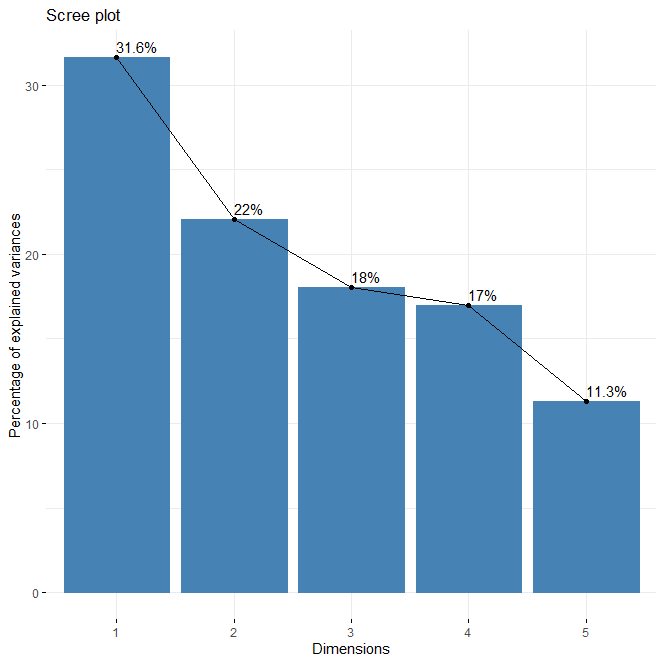 Scree plot
31.6%
22%
18%
17%
11.3%
30
20
10
0
Percentage of explained variances
1 2 3 4 5
Dimensions